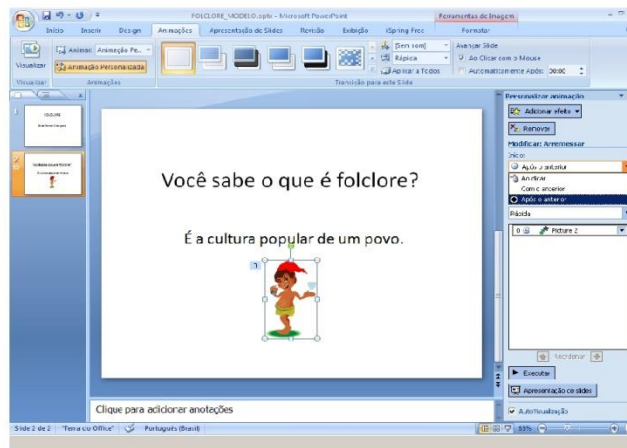 FOLCLORE_MODELO.pptx - Microsoft PowerPoint
Ferramentas de Imagem
Início Inserir Design Animações Apresentação de Slides Revisão Exibição iSpring Free Formatar
Visualizar
Animar: Animação Pe...
Animação Personalizada
[Sem som]
Rápida
Aplicar a Todos
Avançar Slide
Ao Clicar com o Mouse
Automaticamente Após: 00:00
Visualizar Animações Transição para este Slide
Personalizar animação
Adicionar efeito
Remover
Modificar: Arremessar
Início:
Após o anterior
Ao clicar
Com o anterior
Após o anterior
Rápida
0 Picture 2
Você sabe o que é folclore?
É a cultura popular de um povo.
Reordenar
Executar
Apresentação de slides
AutoVisualização
Clique para adicionar anotações
Slide 2 de 2 "Tema do Office" Português (Brasil) 55%